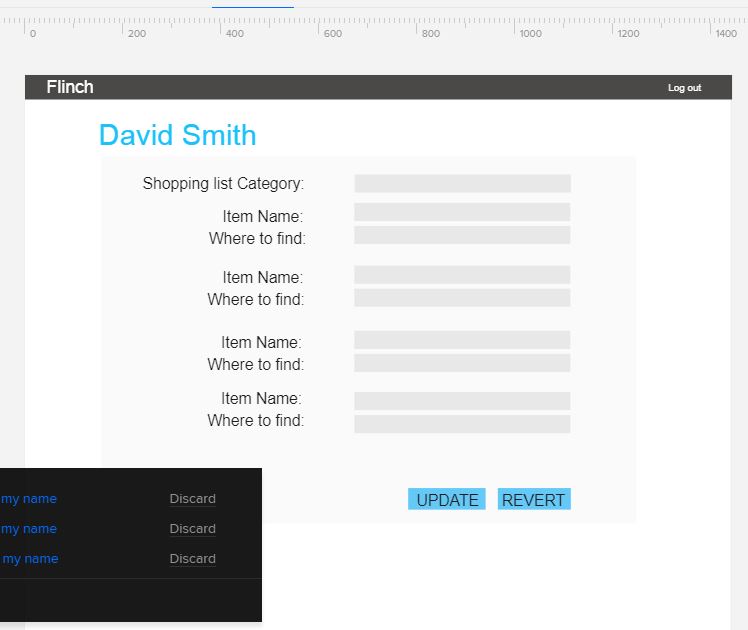 0 200 400 600 800 1000 1200 1400
Flinch Log out
David Smith
Shopping list Category:
Item Name:
Where to find:
Item Name:
Where to find:
Item Name:
Where to find:
Item Name:
Where to find:
UPDATE REVERT
my name Discard
my name Discard
my name Discard